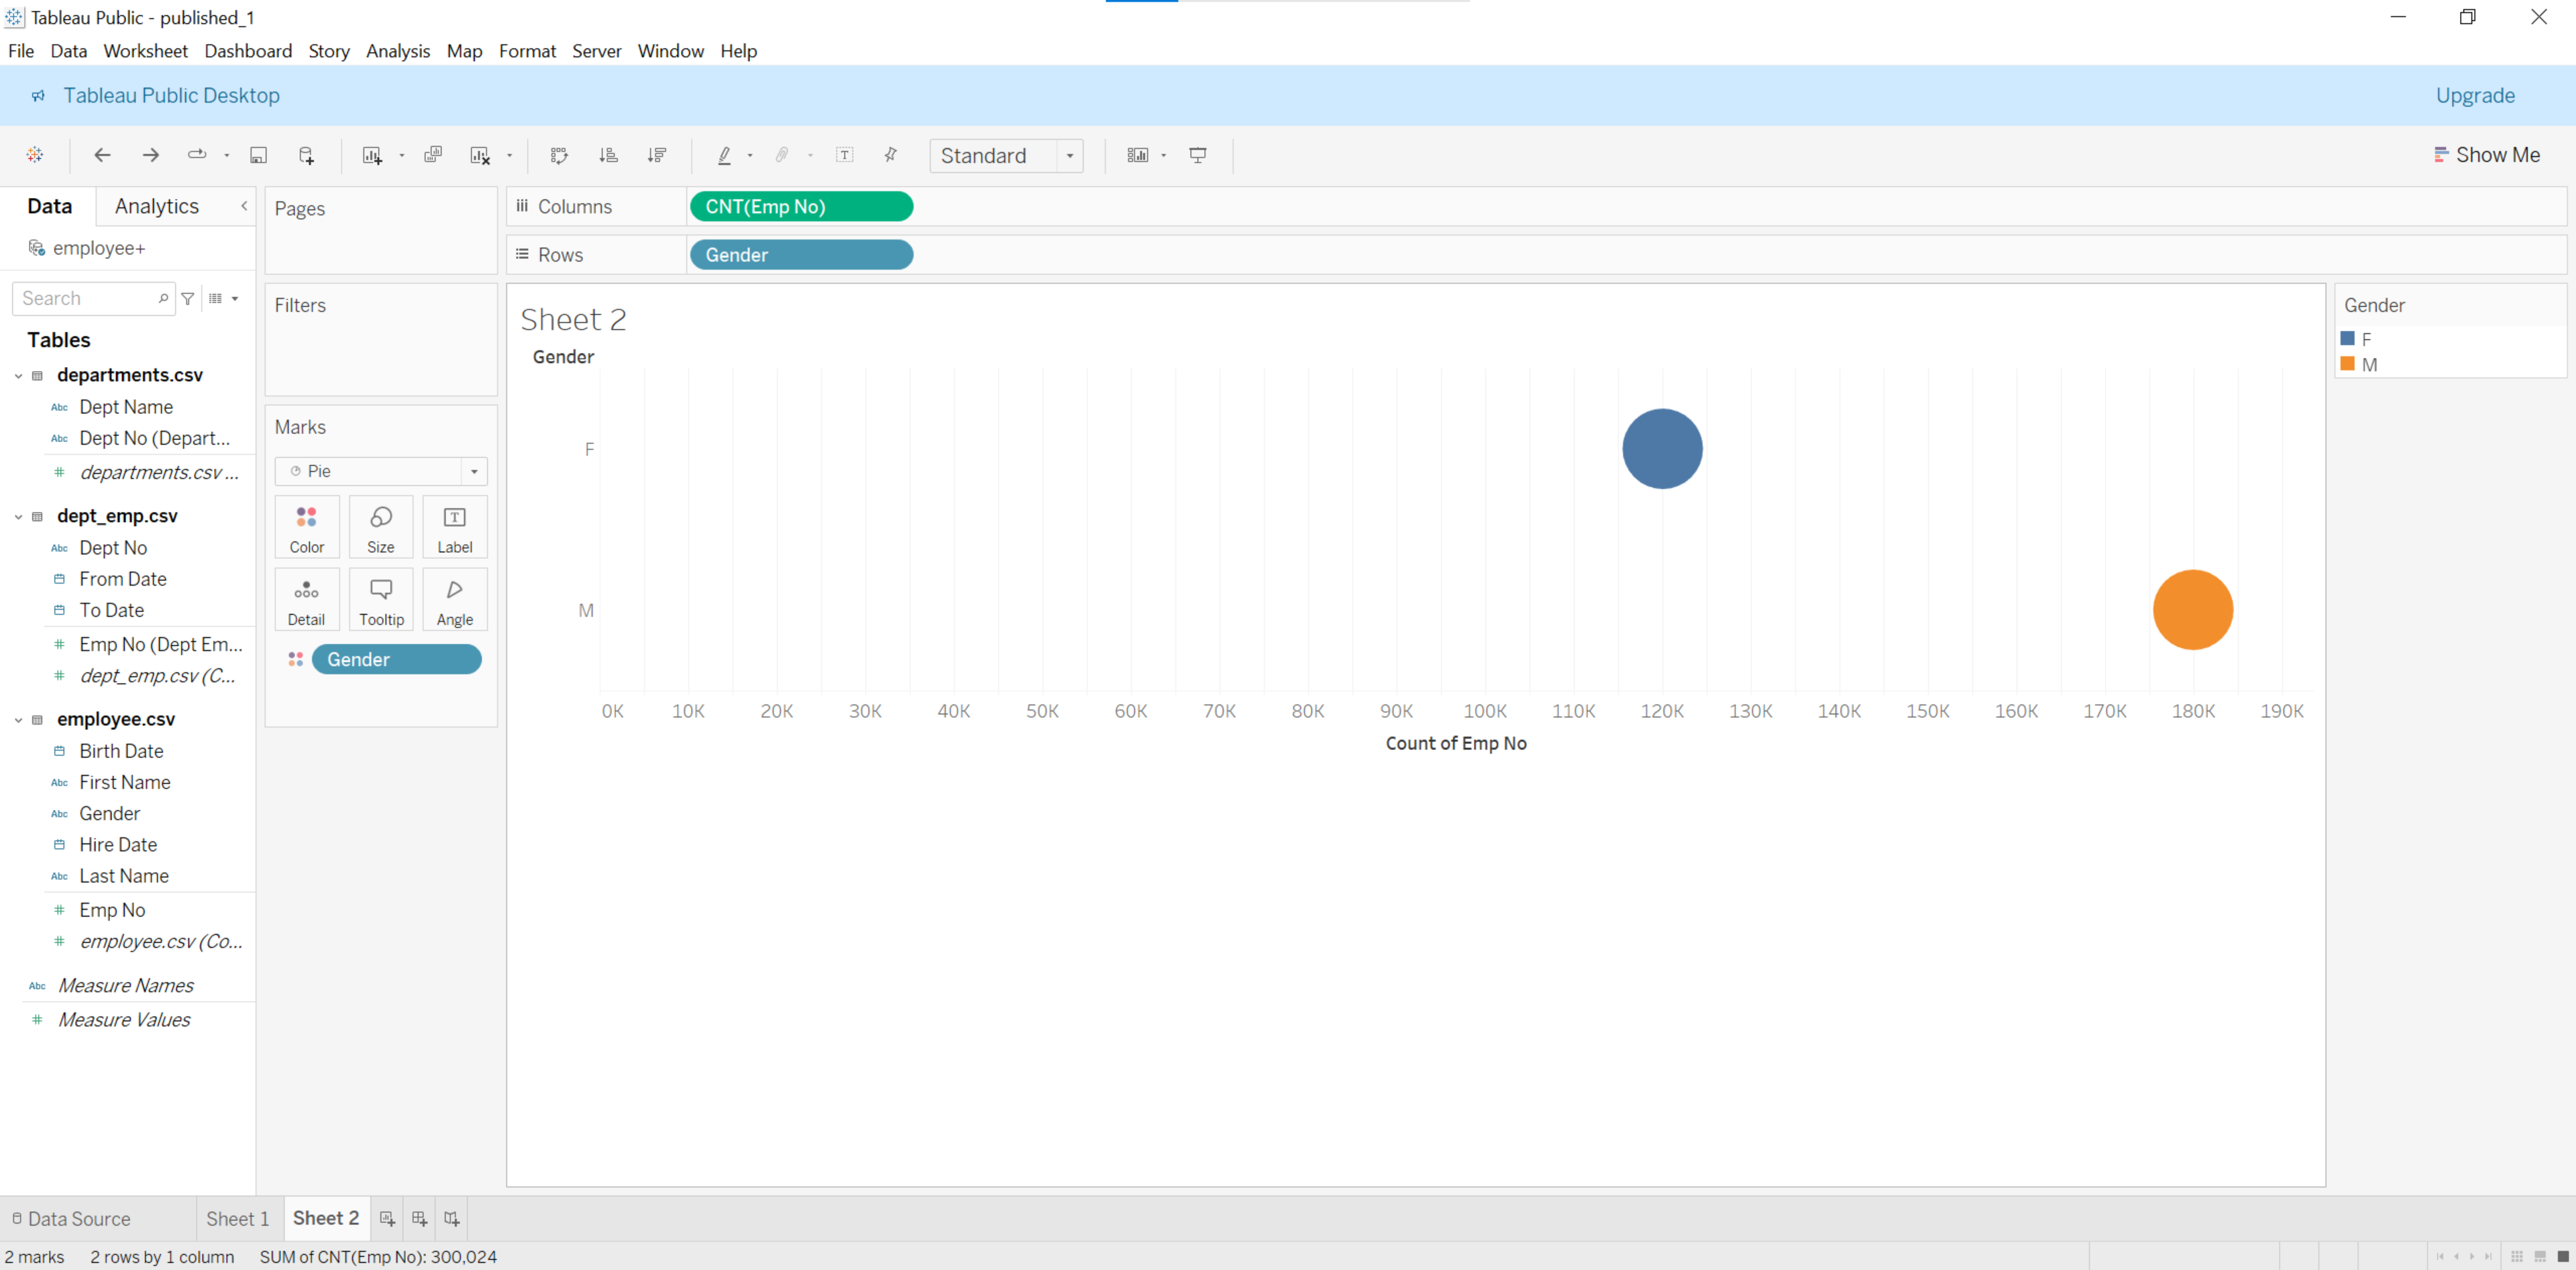 Tableau Public - published_1
File Data Worksheet Dashboard Story Analysis Map Format Server Window Help
Tableau Public Desktop
Upgrade
Standard
Show Me
Data
Analytics
employee+
Search
Tables
departments.csv
Abc Dept Name
Abc Dept No (Depart...
departments.csv ...
dept_emp.csv
Abc Dept No
From Date
To Date
# Emp No (Dept Em...
# dept_emp.csv (C...
employee.csv
Birth Date
Abc First Name
Abc Gender
Hire Date
Abc Last Name
# Emp No
# employee.csv (Co...
Abc Measure Names
# Measure Values
Pages
Filters
Marks
Pie
Color Size Label
Detail Tooltip Angle
Gender
Columns
CNT(Emp No)
Rows
Gender
Sheet 2
Gender
F
M
0K 10K 20K 30K 40K 50K 60K 70K 80K 90K 100K 110K 120K 130K 140K 150K 160K 170K 180K 190K
Count of Emp No
Gender
F
M
Data Source
Sheet 1
Sheet 2
2 marks 2 rows by 1 column SUM of CNT(Emp No): 300,024